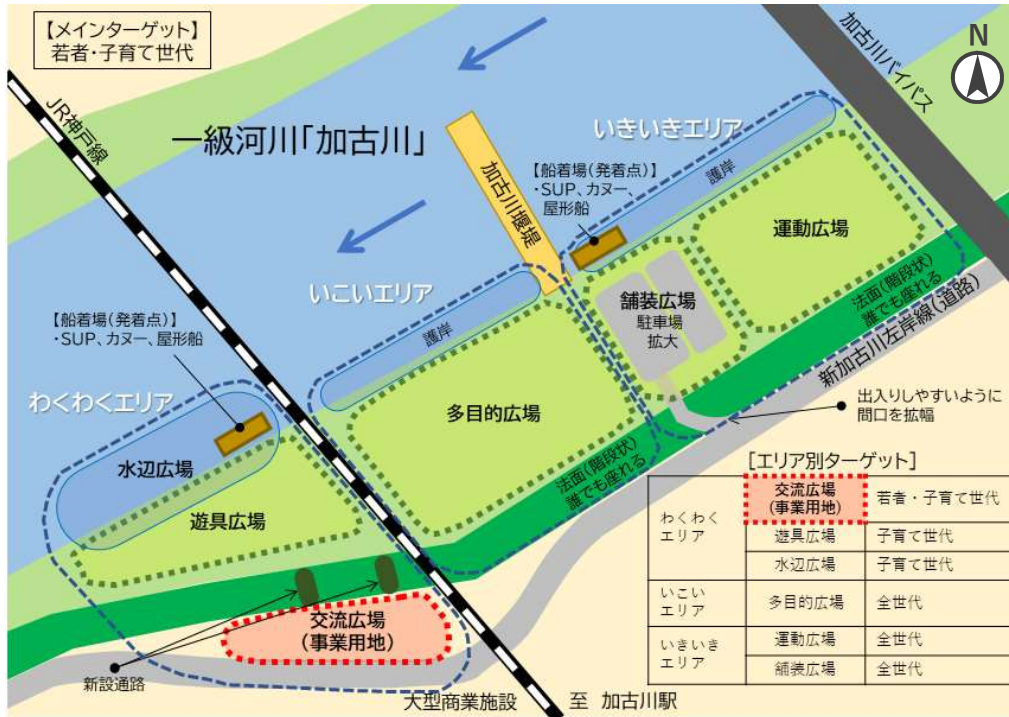 【メインターゲット】
若者・子育て世代
N
加古川バイパス
JR神戸線
一級河川「加古川」
いきいきエリア
護岸
加古川堰堤
【船着場(発着点)】
・SUP、カヌー、
屋形船
運動広場
いこいエリア
舗装広場
駐車場
拡大
法面(階段状)
誰でも座れる
新加古川左岸線(道路)
【船着場(発着点)】
・SUP、カヌー、屋形船
護岸
わくわくエリア
多目的広場
出入りしやすいように
間口を拡幅
水辺広場
法面(階段状)
誰でも座れる
遊具広場
交流広場
(事業用地)
新設通路
大型商業施設
至 加古川駅
[エリア別ターゲット]
わくわく
エリア
交流広場
(事業用地)
若者・子育て世代
遊具広場
子育て世代
水辺広場
子育て世代
いこい
エリア
多目的広場
全世代
いきいき
エリア
運動広場
全世代
舗装広場
全世代